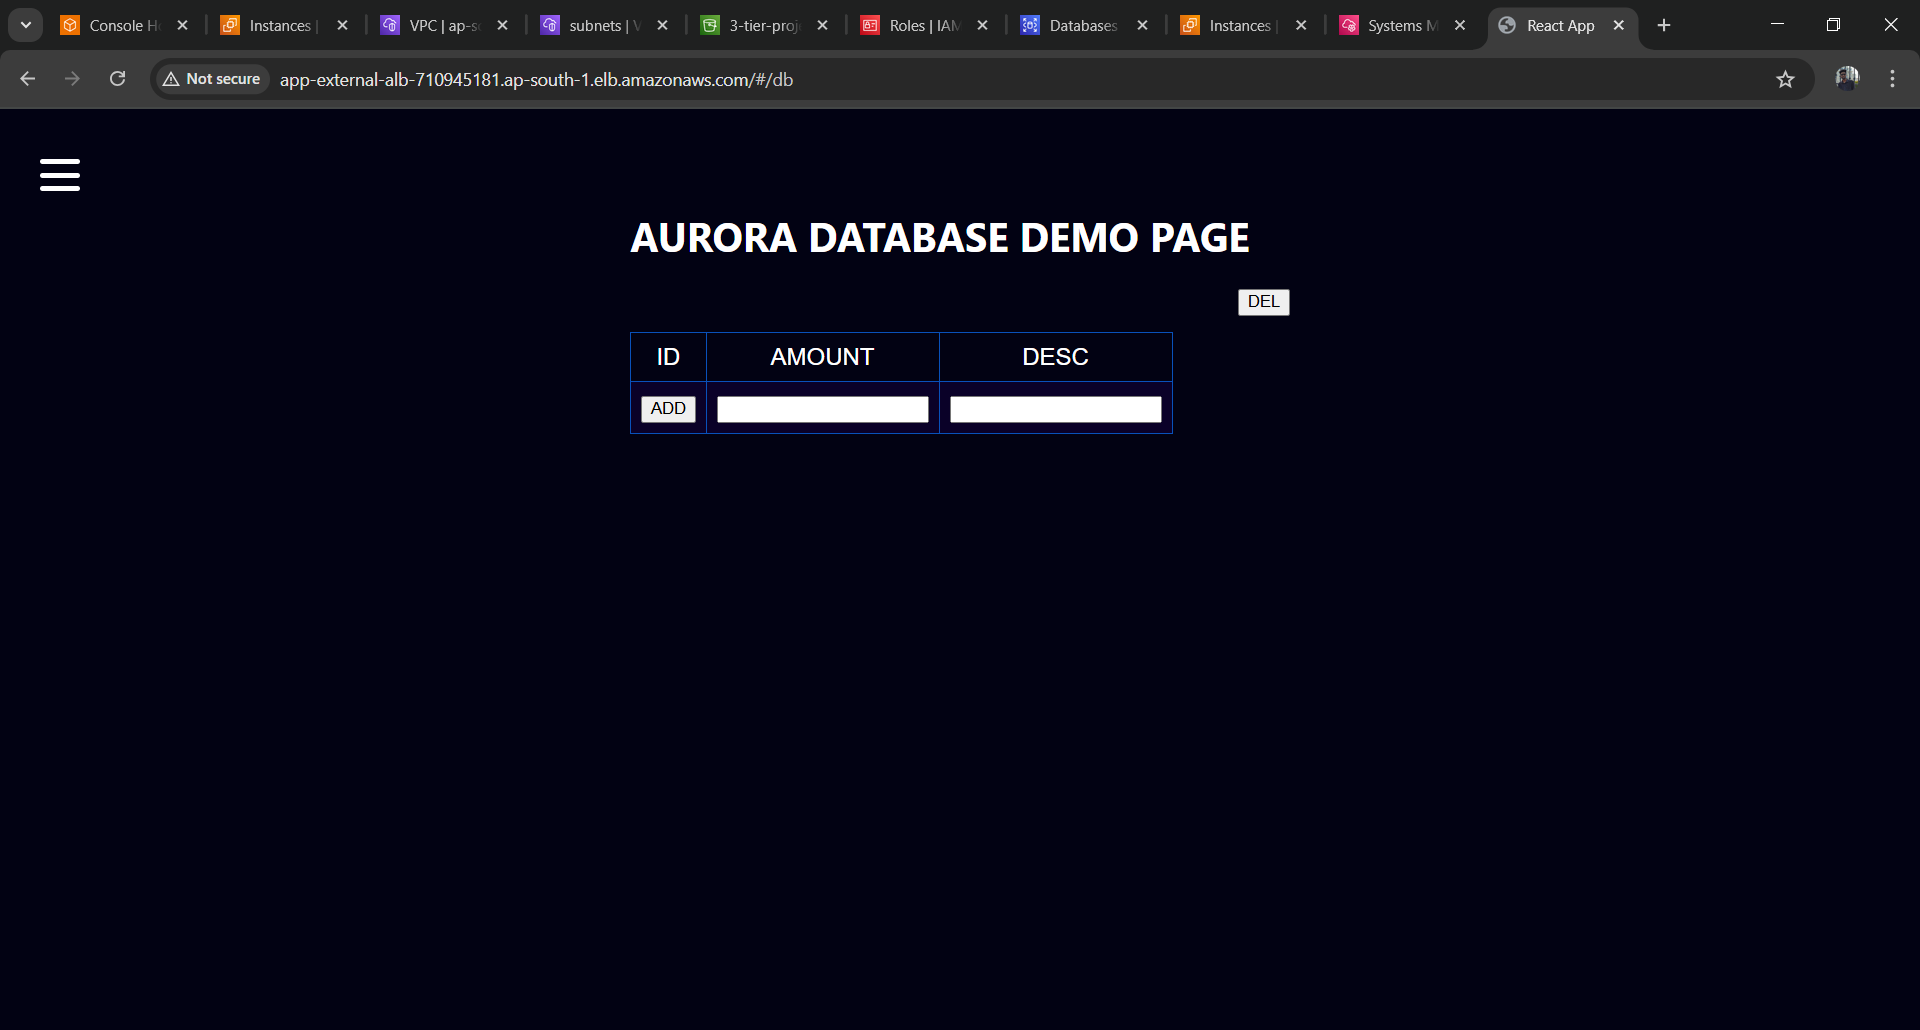 Console H Instances | VPC | ap-s subnets | V 3-tier-proj Roles | IAM Databases Instances | Systems M React App
Not secure app-external-alb-710945181.ap-south-1.elb.amazonaws.com/#/db
AURORA DATABASE DEMO PAGE
DEL
ID AMOUNT DESC
ADD